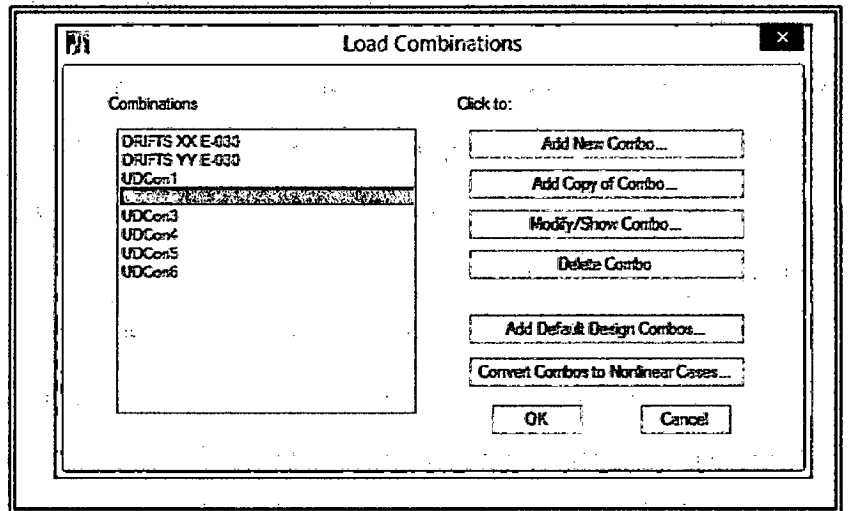 Load Combinations
Combinations
DRIFTS XX E-030
DRIFTS YY E-030
UDCon1
UDCon3
UDCon4
UDCon5
UDCon6
Click to:
Add New Combo...
Add Copy of Combo...
Modify/Show Combo...
Delete Combo
Add Default Design Combos...
Convert Combos to Nonlinear Cases...
OK
Cancel